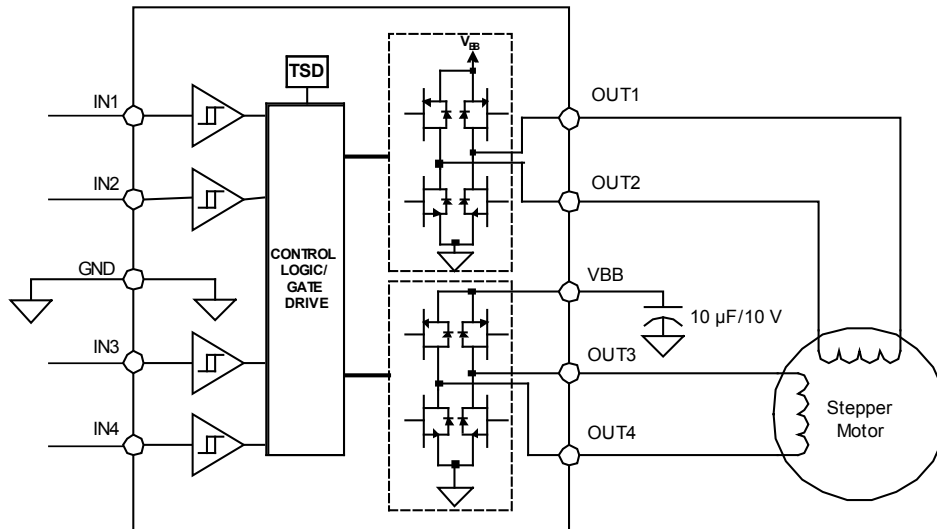 V_BB
TSD
IN1
OUT1
IN2
OUT2
GND
CONTROL
LOGIC/
GATE
DRIVE
VBB
10 µF/10 V
IN3
OUT3
IN4
OUT4
Stepper
Motor